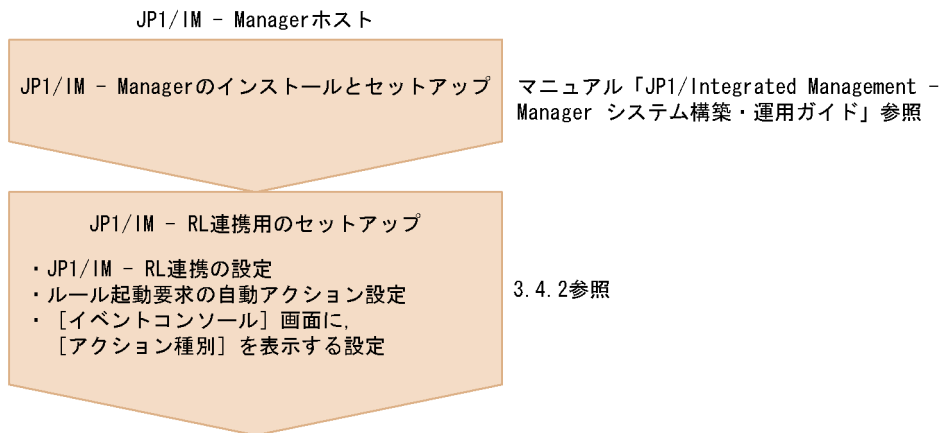 JP1/IM - Managerホスト
JP1/IM - Managerのインストールとセットアップ
マニュアル「JP1/Integrated Management -
Manager システム構築・運用ガイド」参照
JP1/IM - RL連携用のセットアップ
・JP1/IM - RL連携の設定
・ルール起動要求の自動アクション設定
・［イベントコンソール］画面に,
［アクション種別］を表示する設定
3.4.2参照